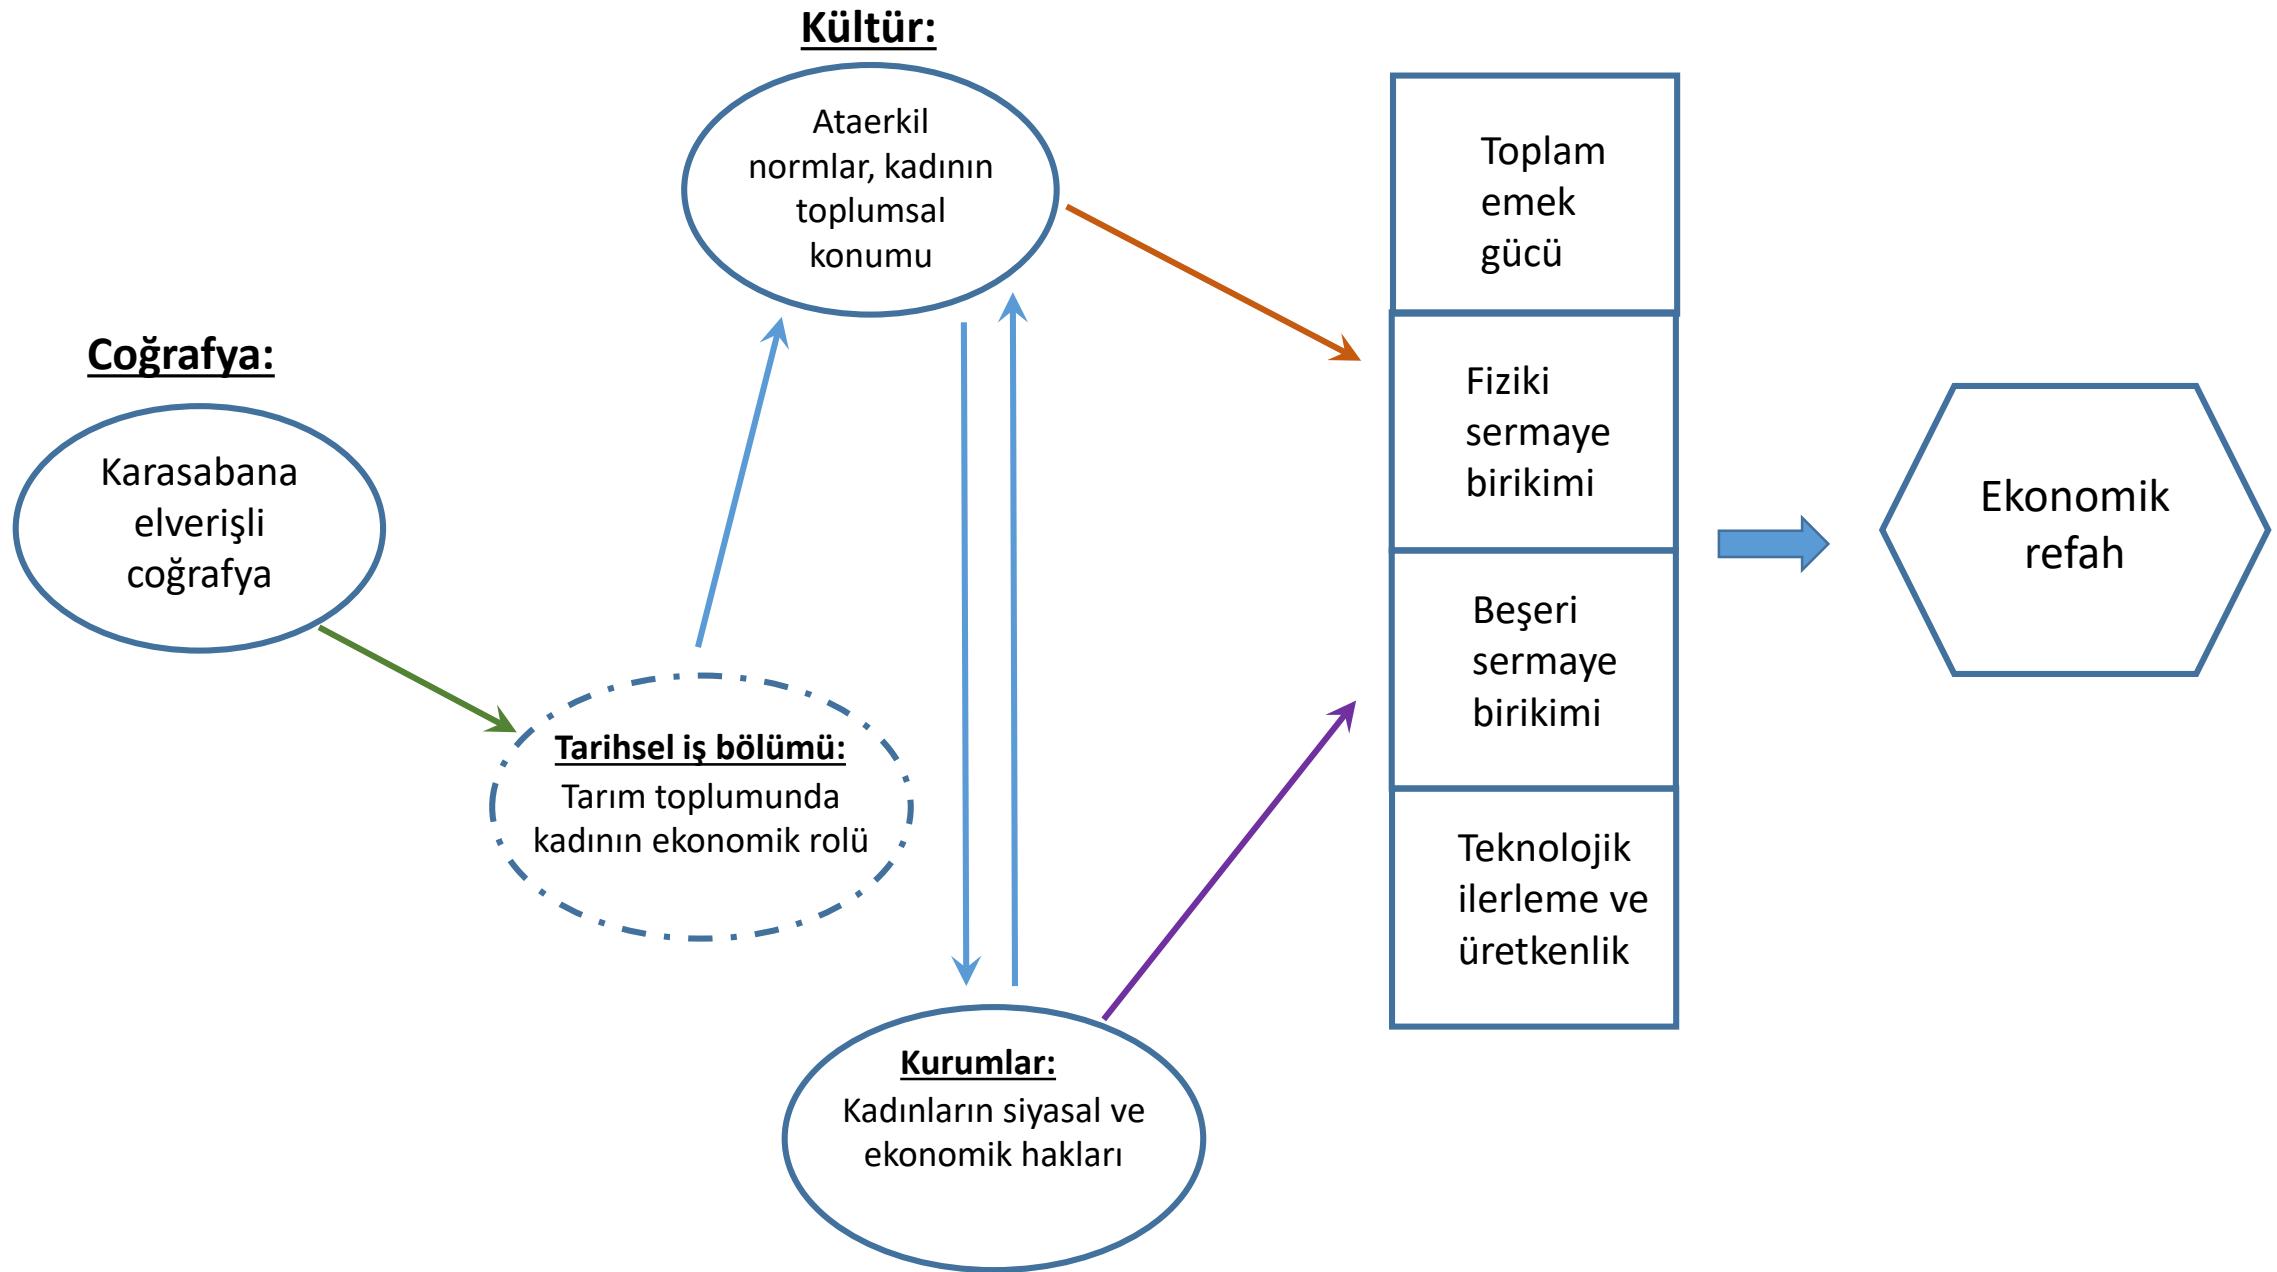 Kültür:
Ataerkil
normlar, kadının
toplumsal
konumu
Coğrafya:
Karasabana
elverişli
coğrafya
Tarihsel iş bölümü:
Tarım toplumunda
kadının ekonomik rolü
Kurumlar:
Kadınların siyasal ve
ekonomik hakları
Toplam
emek
gücü
Fiziki
sermaye
birikimi
Beşeri
sermaye
birikimi
Teknolojik
ilerleme ve
üretkenlik
Ekonomik
refah